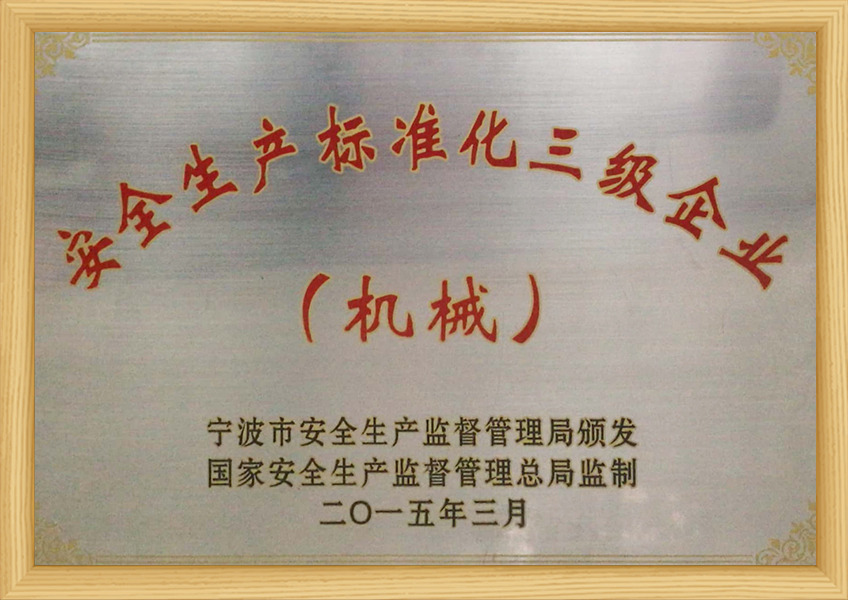 安全生产标准化三级企业
（机械）
宁波市安全生产监督管理局颁发
国家安全生产监督管理总局监制
二〇一五年三月